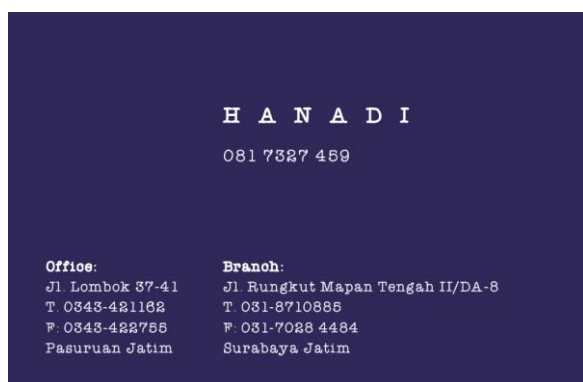 HANADI
081 7327 459
Office:
Jl. Lombok 37-41
T. 0343-421162
F: 0343-422755
Pasuruan Jatim
Branch:
Jl. Rungkut Mapan Tengah II/DA-8
T. 031-8710885
F: 031-7028 4484
Surabaya Jatim